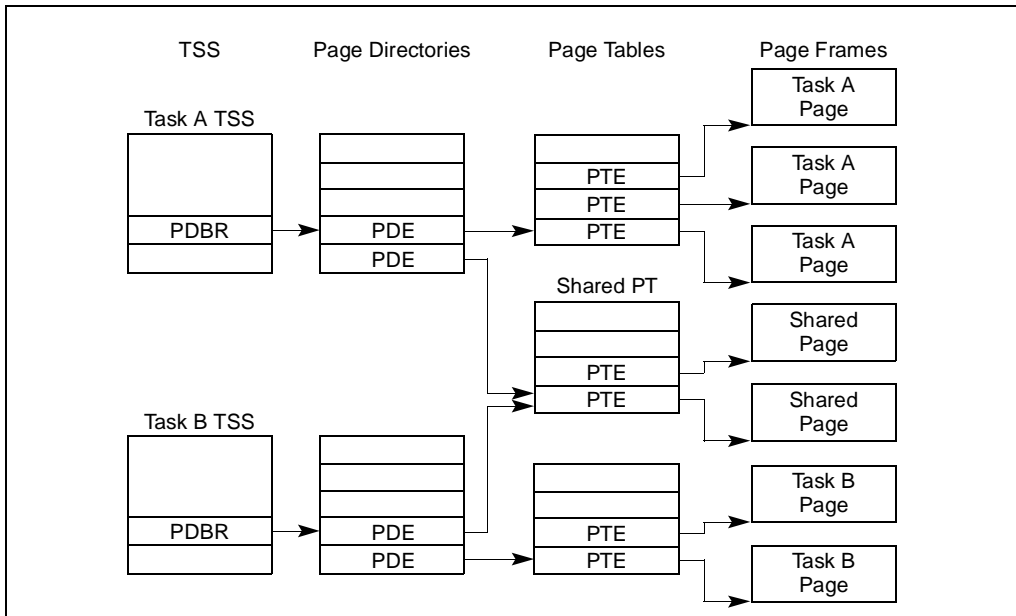 TSS
Page Directories
Page Tables
Page Frames
Task A TSS
PDBR
PDE
PDE
PTE
PTE
PTE
Task A
Page
Task A
Page
Task A
Page
Shared PT
PTE
PTE
Shared
Page
Shared
Page
Task B TSS
PDBR
PDE
PDE
PTE
PTE
Task B
Page
Task B
Page